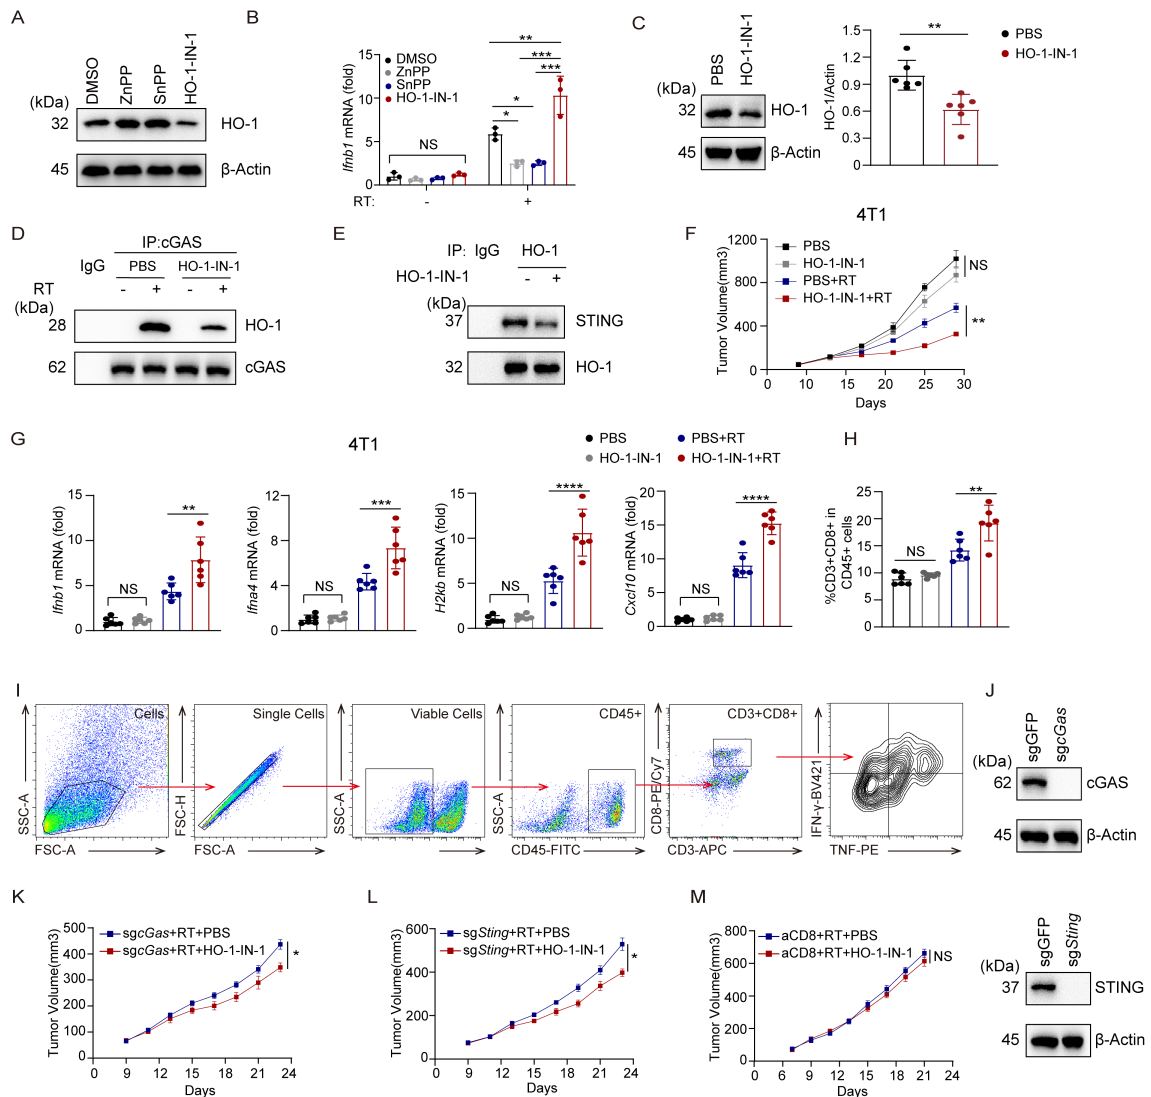 A
(kDa)
DMSO
ZnPP
SnPP
HO-1-IN-1
32
HO-1
45
β-Actin
B
Ifnb1 mRNA (fold)
15
10
5
0
DMSO
ZnPP
SnPP
HO-1-IN-1
NS
*
*
**
***
***
RT:
-
+
C
(kDa)
PBS
HO-1-IN-1
32
HO-1
45
β-Actin
HO-1/Actin
1.5
1.2
0.9
0.6
0.3
0
**
PBS
HO-1-IN-1
D
IP:cGAS
IgG
PBS
HO-1-IN-1
RT
- + - +
(kDa)
28
HO-1
62
cGAS
E
IP: IgG HO-1
HO-1-IN-1
- +
(kDa)
37
STING
32
HO-1
F
4T1
Tumor Volume(mm3)
1200
800
400
0
PBS
HO-1-IN-1
PBS+RT
HO-1-IN-1+RT
NS
**
0 5 10 15 20 25 30
Days
G
4T1
PBS
HO-1-IN-1
PBS+RT
HO-1-IN-1+RT
Ifnb1 mRNA (fold)
15
10
5
0
NS
**
Ifna4 mRNA (fold)
12
8
4
0
NS
***
H2kb mRNA (fold)
15
10
5
0
NS
****
Cxcl10 mRNA (fold)
20
15
10
5
0
NS
****
H
%CD3+CD8+ in
CD45+ cells
25
20
15
10
5
0
NS
**
I
Cells
SSC-A
FSC-A
Single Cells
FSC-H
FSC-A
Viable Cells
SSC-A
CD45+
SSC-A
CD45-FITC
CD3+CD8+
CD8-PE/Cy7
CD3-APC
IFN-γ-BV421
TNF-PE
J
(kDa)
sgGFP
sgcGas
62
cGAS
45
β-Actin
K
Tumor Volume(mm3)
500
400
300
200
100
0
sgcGas+RT+PBS
sgcGas+RT+HO-1-IN-1
*
0 9 12 15 18 21 24
Days
L
Tumor Volume(mm3)
600
400
200
0
sgSting+RT+PBS
sgSting+RT+HO-1-IN-1
*
0 9 12 15 18 21 24
Days
M
Tumor Volume(mm3)
800
600
400
200
0
aCD8+RT+PBS
aCD8+RT+HO-1-IN-1
NS
0 6 9 12 15 18 21 24
Days
(kDa)
sgGFP
sgSting
37
STING
45
β-Actin